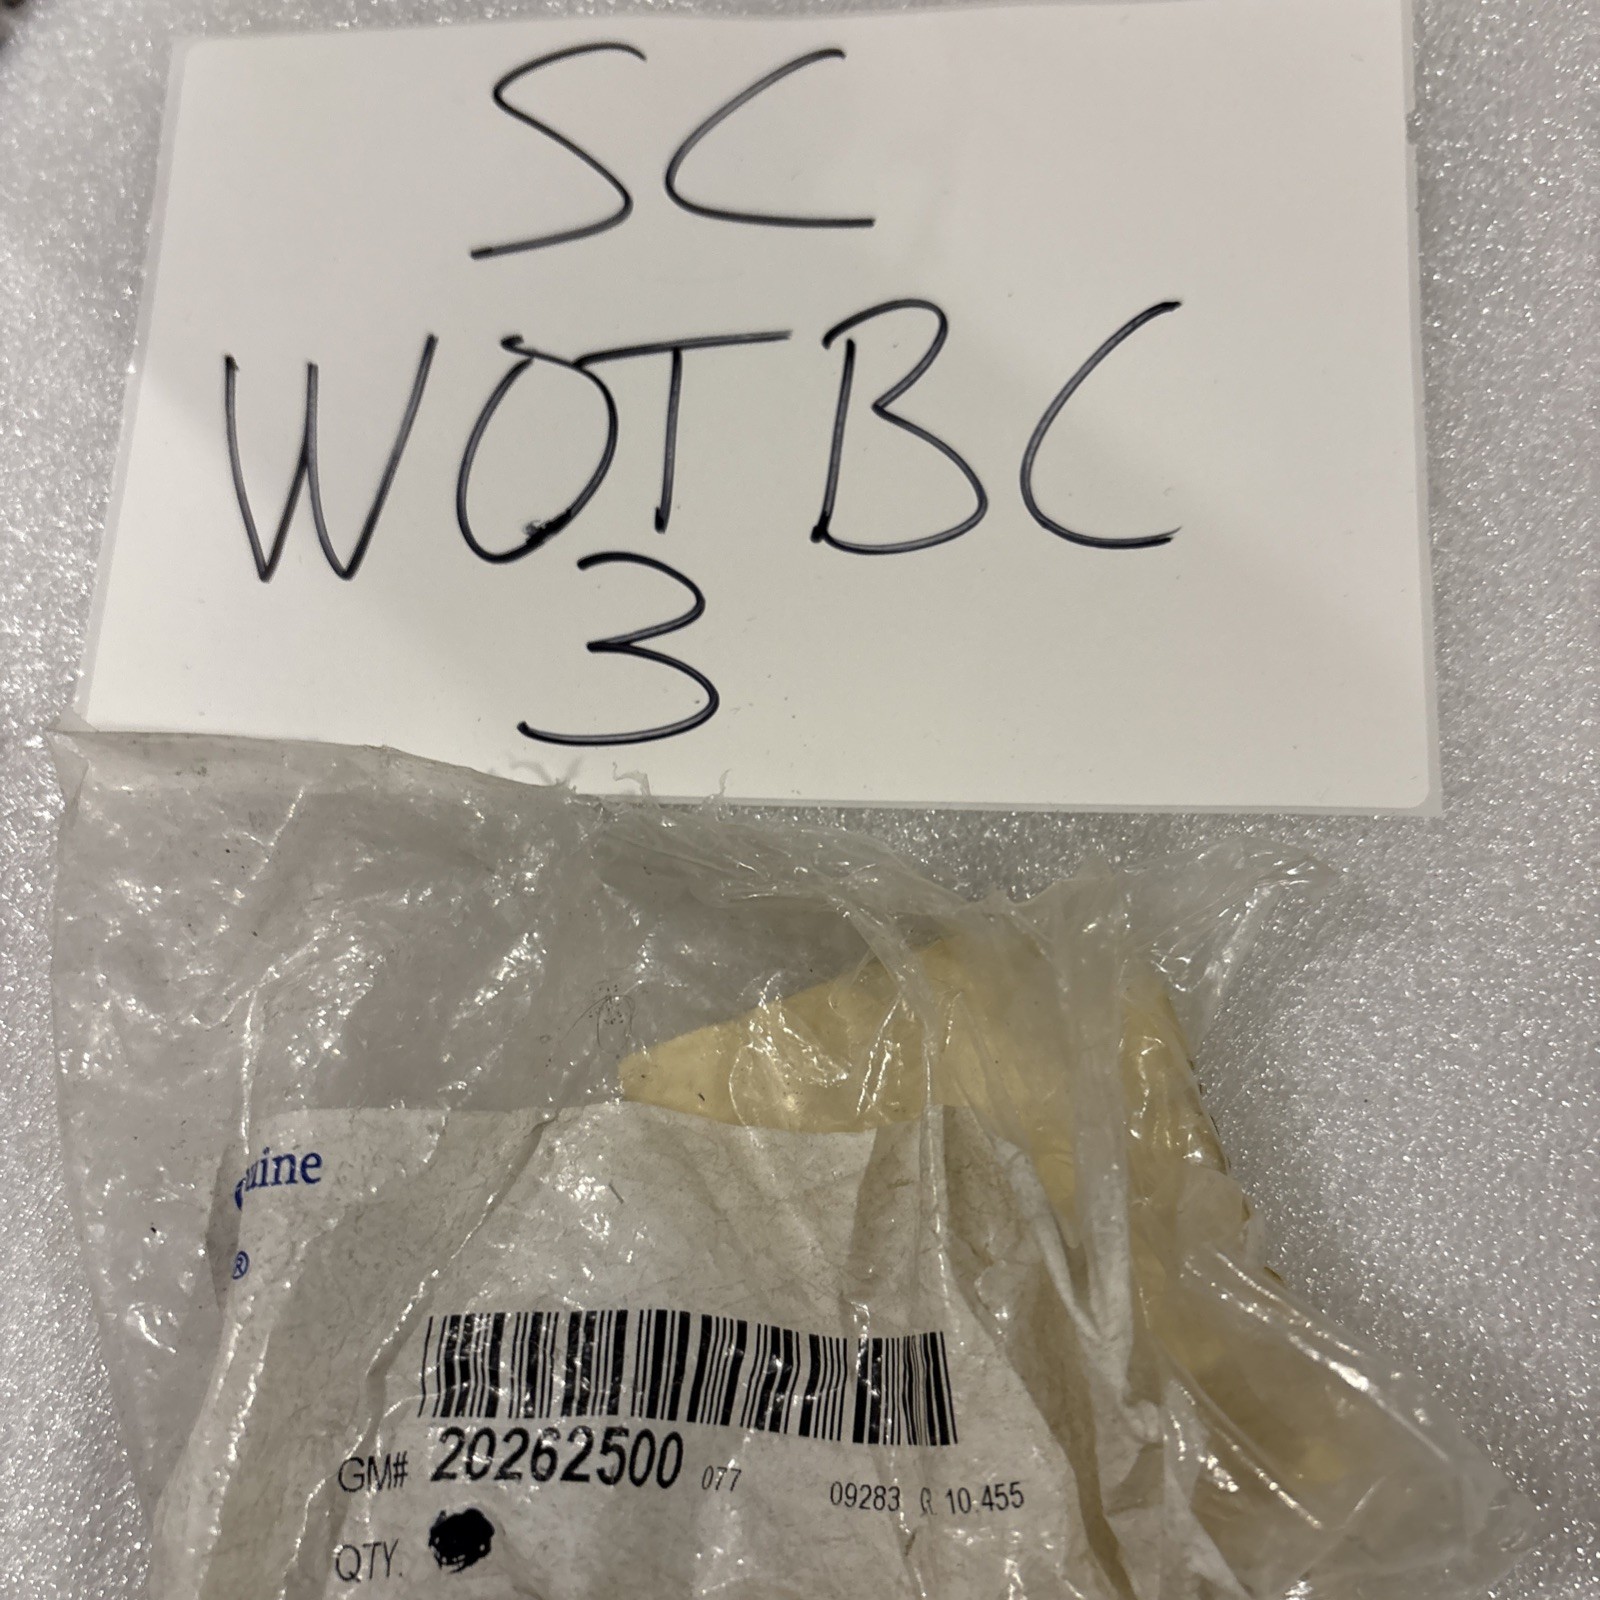 SC
WOTBC
3
uine
®
GM# 20262500 077 09283 R 10.455
QTY.